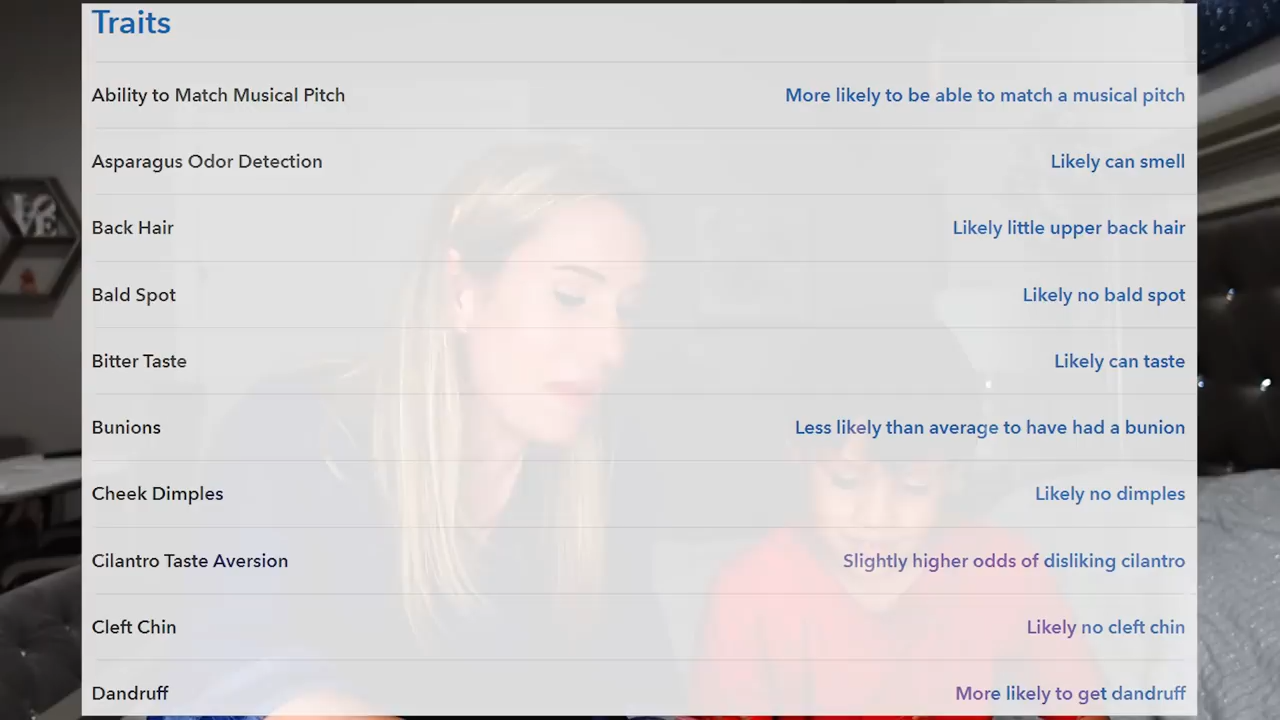 Traits
Ability to Match Musical Pitch More likely to be able to match a musical pitch
Asparagus Odor Detection Likely can smell
Back Hair Likely little upper back hair
Bald Spot Likely no bald spot
Bitter Taste Likely can taste
Bunions Less likely than average to have had a bunion
Cheek Dimples Likely no dimples
Cilantro Taste Aversion Slightly higher odds of disliking cilantro
Cleft Chin Likely no cleft chin
Dandruff More likely to get dandruff